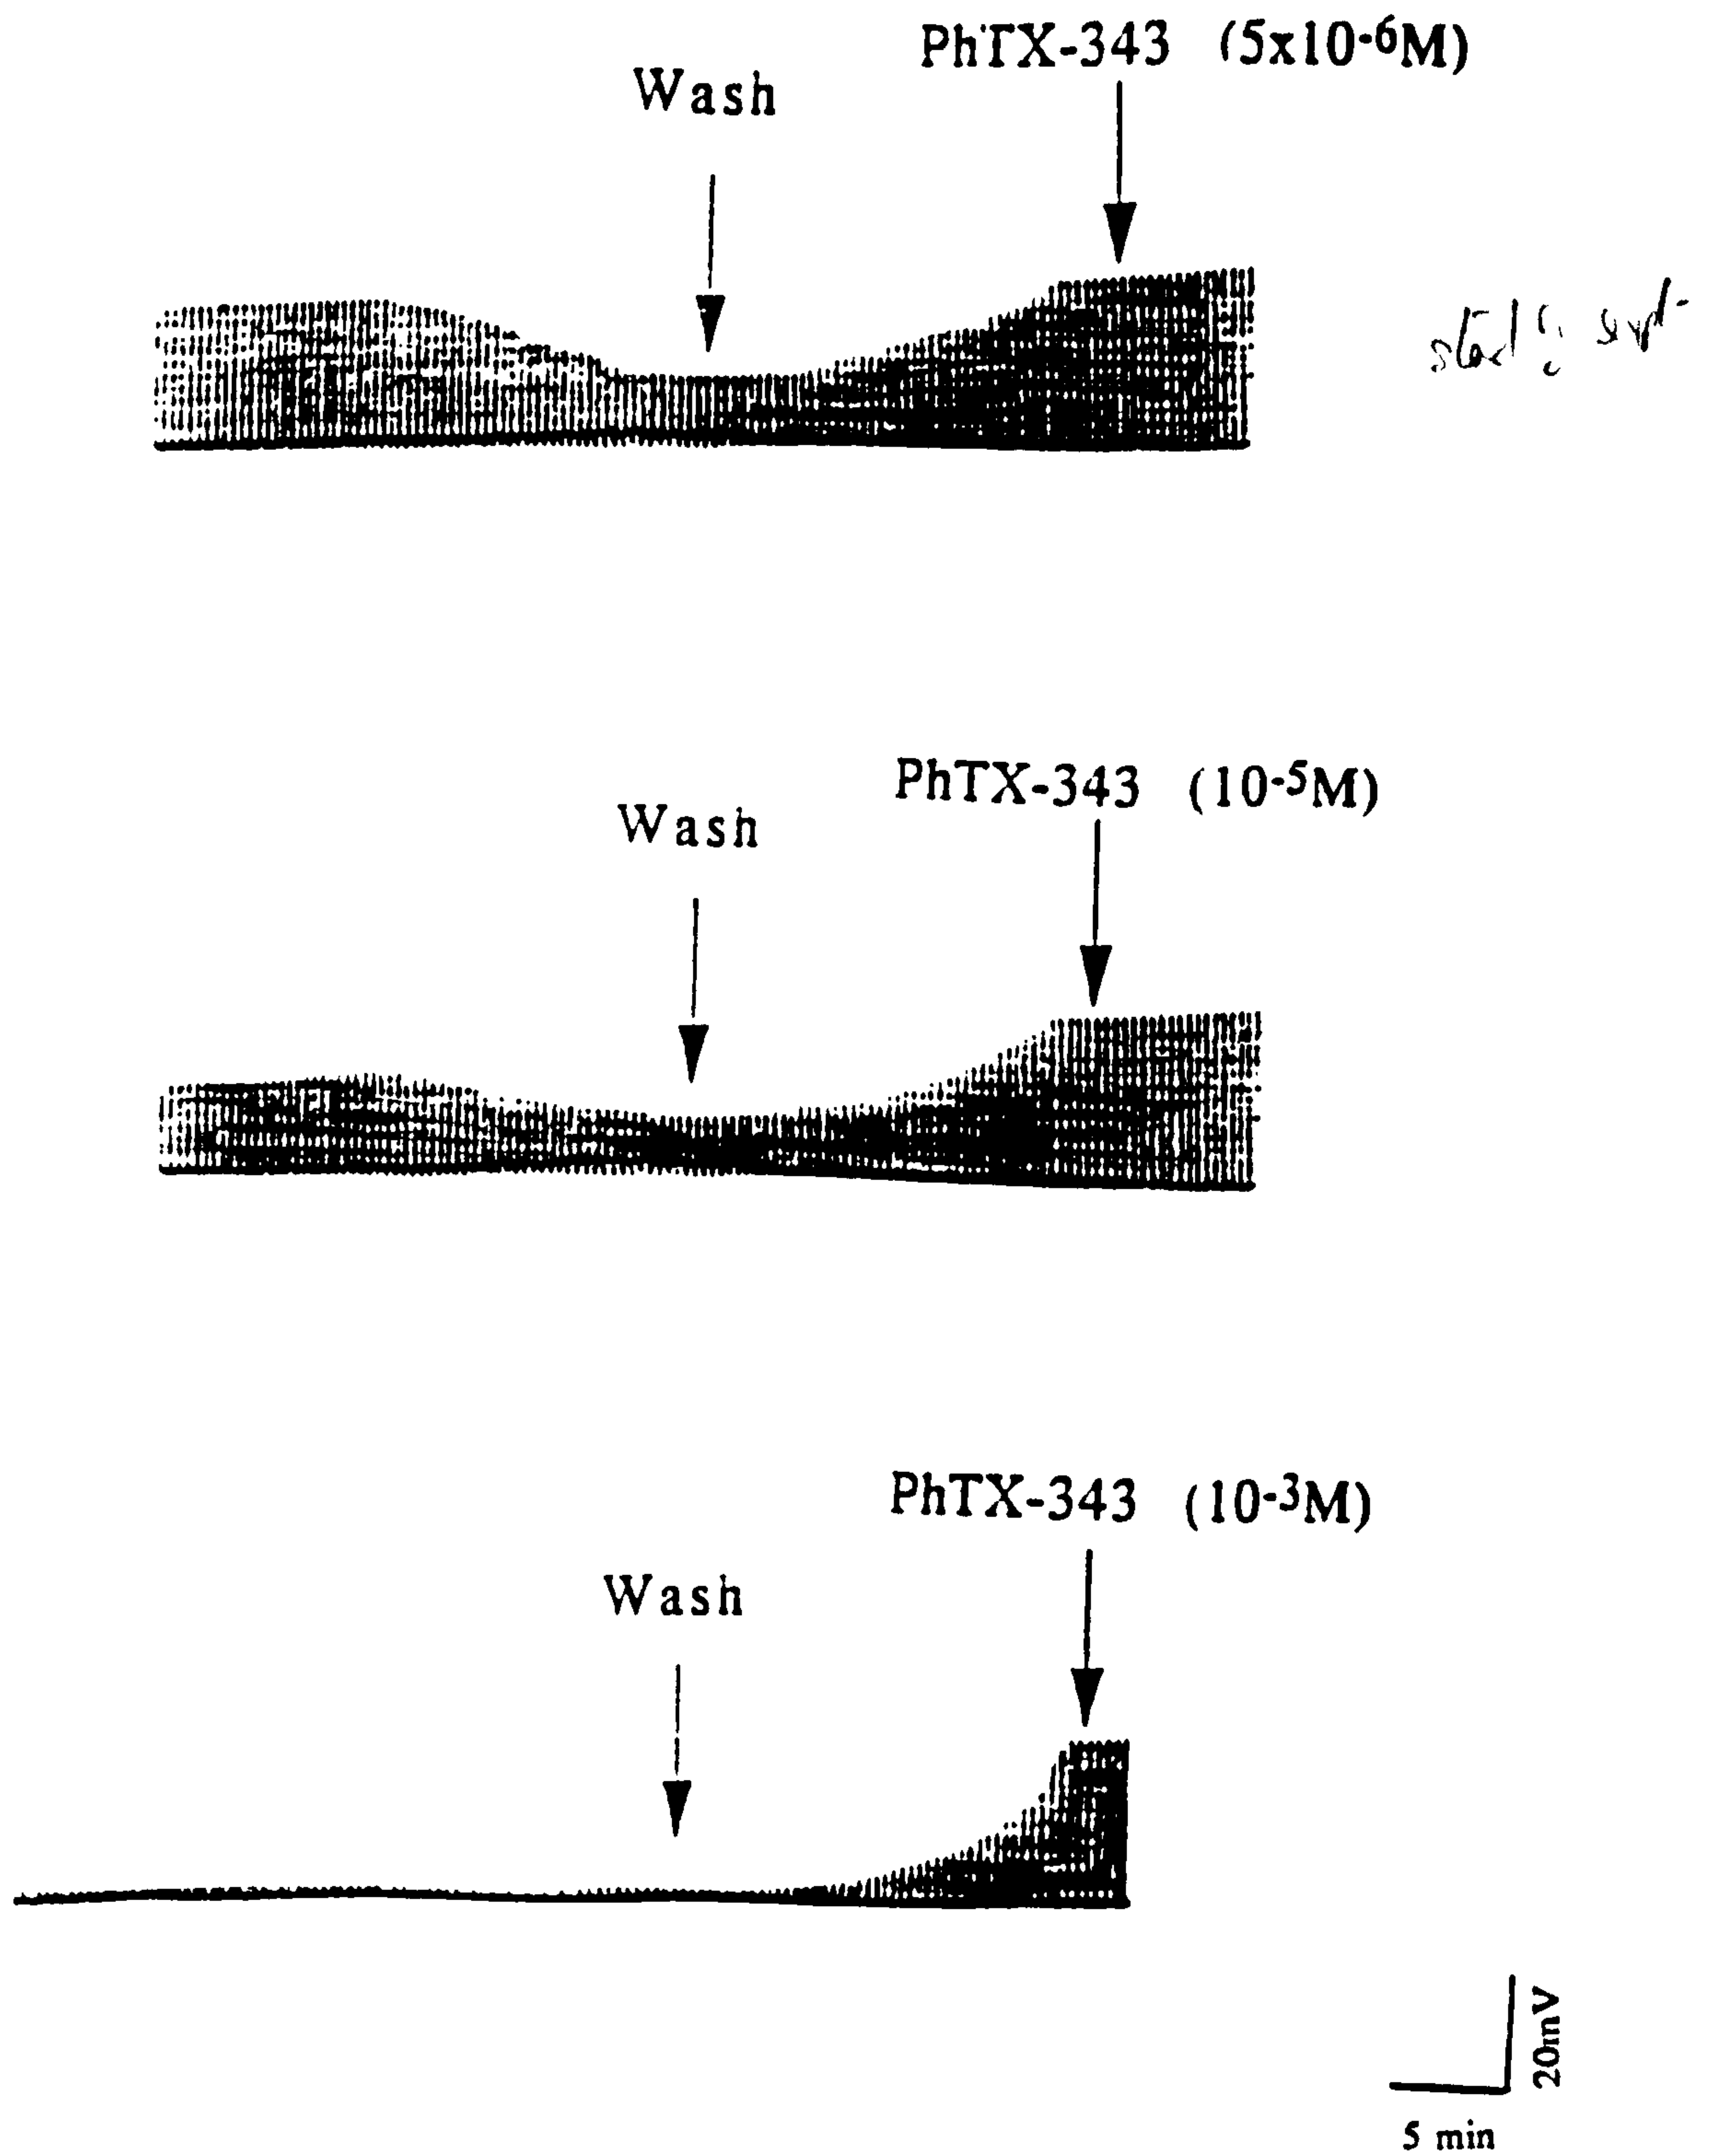 PhTX-343 (5x10-6M)
Wash
PhTX-343 (10-5M)
Wash
PhTX-343 (10-3M)
Wash
20mV
5 min